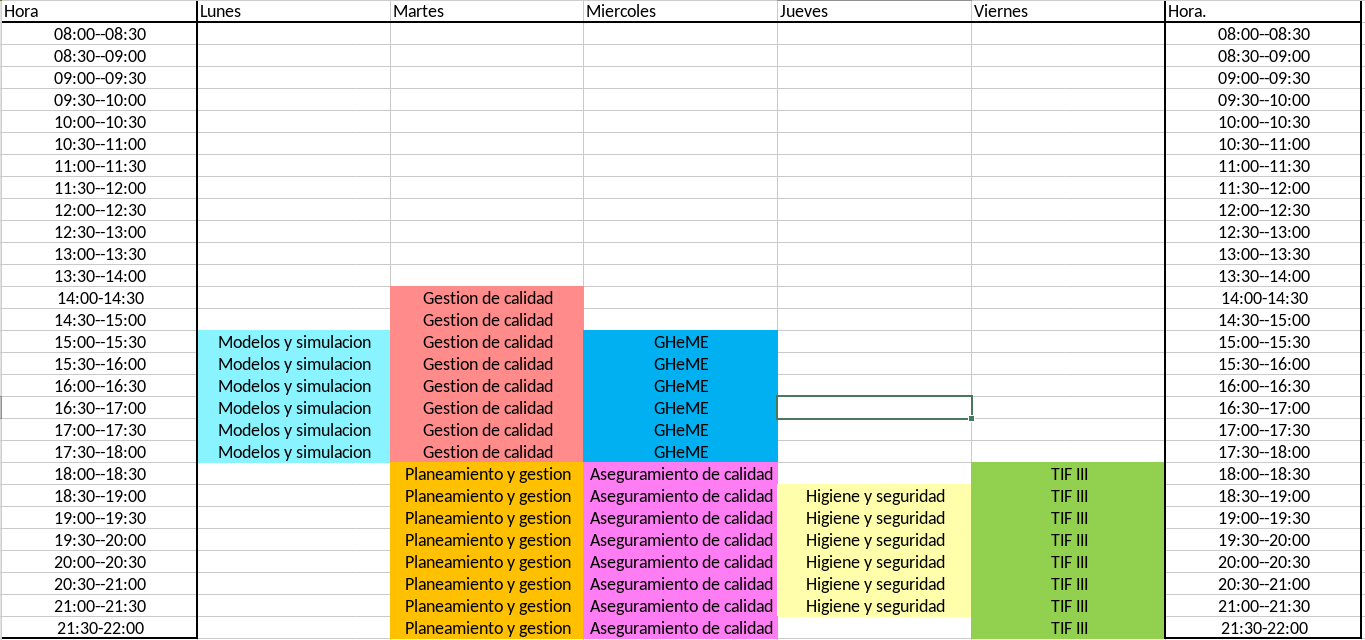 Hora Lunes Martes Miercoles Jueves Viernes Hora.
08:00--08:30 08:00--08:30
08:30--09:00 08:30--09:00
09:00--09:30 09:00--09:30
09:30--10:00 09:30--10:00
10:00--10:30 10:00--10:30
10:30--11:00 10:30--11:00
11:00--11:30 11:00--11:30
11:30--12:00 11:30--12:00
12:00--12:30 12:00--12:30
12:30--13:00 12:30--13:00
13:00--13:30 13:00--13:30
13:30--14:00 13:30--14:00
14:00-14:30 Gestion de calidad 14:00-14:30
14:30--15:00 Gestion de calidad 14:30--15:00
15:00--15:30 Modelos y simulacion Gestion de calidad GHeME 15:00--15:30
15:30--16:00 Modelos y simulacion Gestion de calidad GHeME 15:30--16:00
16:00--16:30 Modelos y simulacion Gestion de calidad GHeME 16:00--16:30
16:30--17:00 Modelos y simulacion Gestion de calidad GHeME 16:30--17:00
17:00--17:30 Modelos y simulacion Gestion de calidad GHeME 17:00--17:30
17:30--18:00 Modelos y simulacion Gestion de calidad GHeME 17:30--18:00
18:00--18:30 Planeamiento y gestion Aseguramiento de calidad TIF III 18:00--18:30
18:30--19:00 Planeamiento y gestion Aseguramiento de calidad Higiene y seguridad TIF III 18:30--19:00
19:00--19:30 Planeamiento y gestion Aseguramiento de calidad Higiene y seguridad TIF III 19:00--19:30
19:30--20:00 Planeamiento y gestion Aseguramiento de calidad Higiene y seguridad TIF III 19:30--20:00
20:00--20:30 Planeamiento y gestion Aseguramiento de calidad Higiene y seguridad TIF III 20:00--20:30
20:30--21:00 Planeamiento y gestion Aseguramiento de calidad Higiene y seguridad TIF III 20:30--21:00
21:00--21:30 Planeamiento y gestion Aseguramiento de calidad Higiene y seguridad TIF III 21:00--21:30
21:30-22:00 Planeamiento y gestion Aseguramiento de calidad TIF III 21:30-22:00